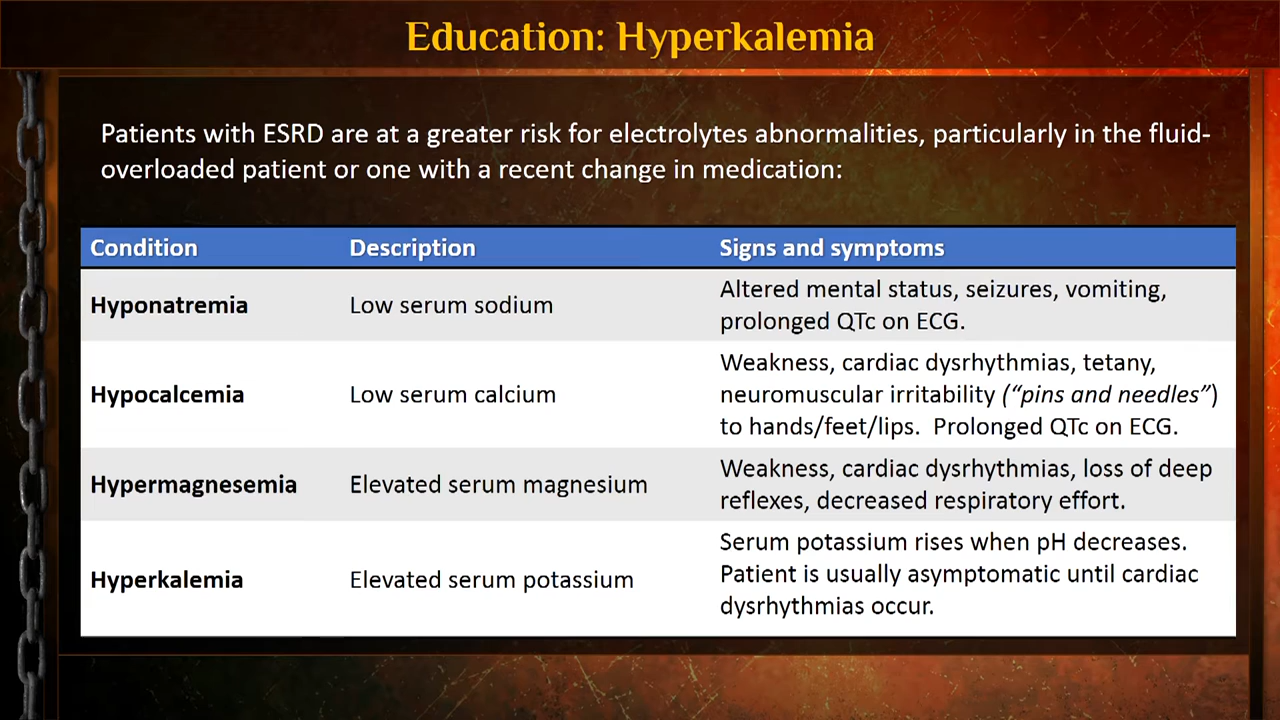 Education: Hyperkalemia
Patients with ESRD are at a greater risk for electrolytes abnormalities, particularly in the fluid-
overloaded patient or one with a recent change in medication:
Condition Description Signs and symptoms
Hyponatremia Low serum sodium Altered mental status, seizures, vomiting,
prolonged QTc on ECG.
Hypocalcemia Low serum calcium Weakness, cardiac dysrhythmias, tetany,
neuromuscular irritability (“pins and needles”)
to hands/feet/lips. Prolonged QTc on ECG.
Hypermagnesemia Elevated serum magnesium Weakness, cardiac dysrhythmias, loss of deep
reflexes, decreased respiratory effort.
Hyperkalemia Elevated serum potassium Serum potassium rises when pH decreases.
Patient is usually asymptomatic until cardiac
dysrhythmias occur.